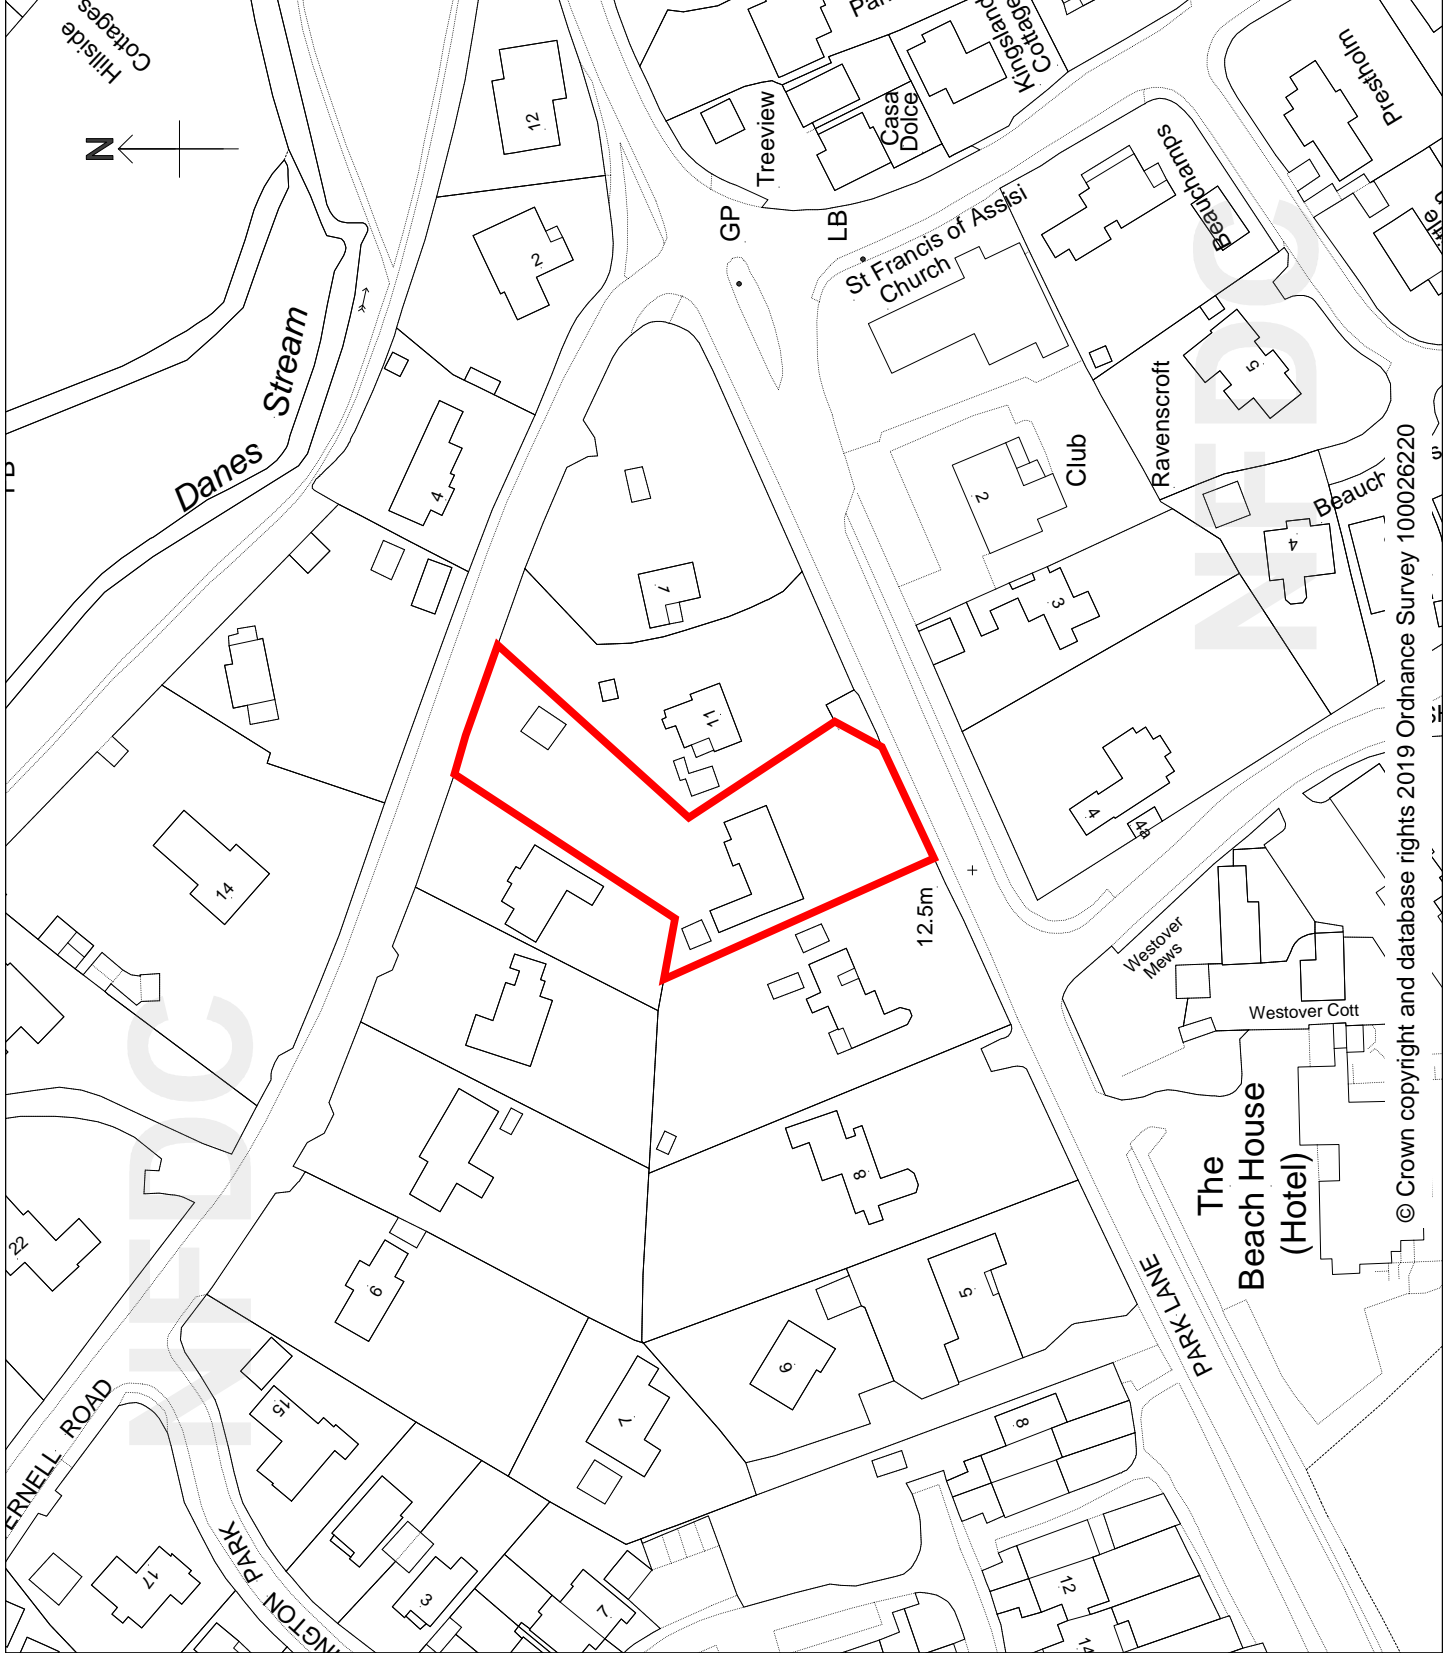 Hillside
Cottages
N
12
Treeview
Casa
Dolce
Kingsland
Cottage
Prestholm
Danes Stream
2
GP
LB
St Francis of Assisi
Church
Beauchamps
NFDC
4
Club
2
Ravenscroft
5
1
3
4
Beauch
11
14
4
4a
12.5m
Westover
Mews
Westover Cott
NFDC
The
Beach House
(Hotel)
22
9
8
6
5
PARK LANE
ERNELL ROAD
15
7
8
17
INGTON PARK
3
7
12
14
© Crown copyright and database rights 2019 Ordnance Survey 100026220